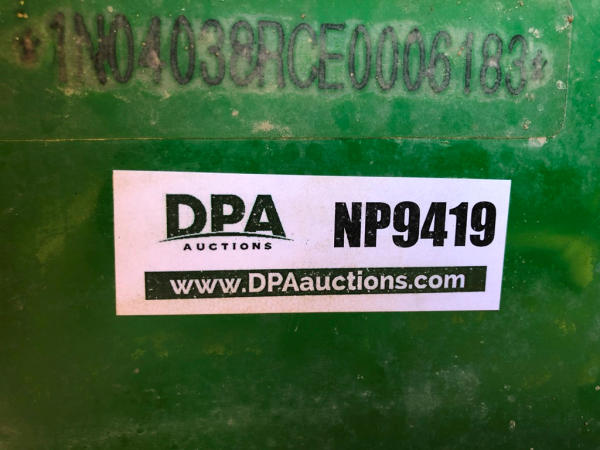 *1N04038RCE0006183*
DPA
AUCTIONS
NP9419
www.DPAauctions.com